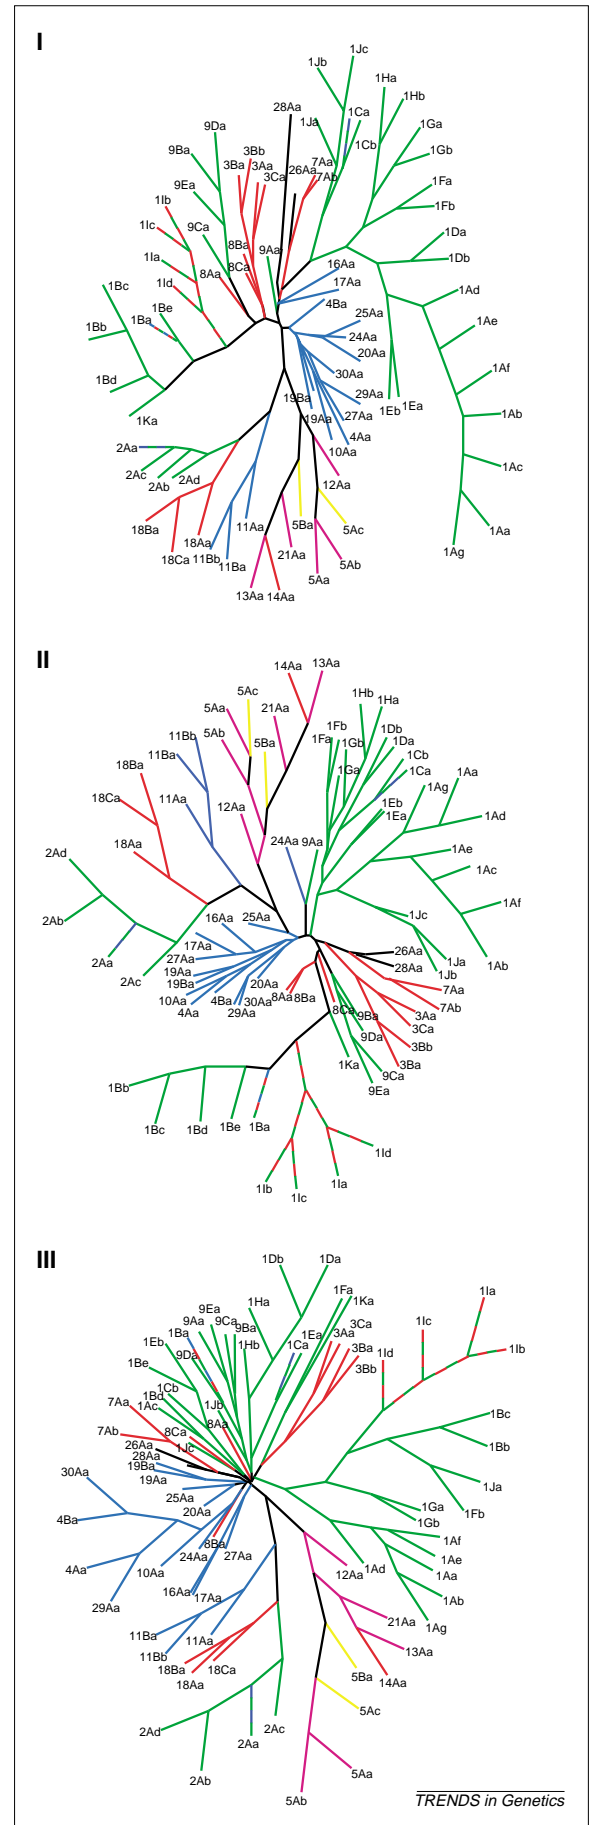 I
1Jc
1Jb
1Ha
1Hb
28Aa
1Ja
1Ca
1Ga
9Da
1Cb
1Gb
9Ba
3Bb
3Ba
3Aa
3Ca
26Aa
7Aa
7Ab
1Fa
9Ea
1Fb
1Ib
1Ic
9Ca
8Ba
9Aa
1Da
1Ia
8Ca
8Aa
16Aa
1Db
1Id
17Aa
1Bc
1Be
4Ba
1Ad
1Bb
1Ba
25Aa
1Ae
24Aa
20Aa
1Af
1Bd
30Aa
29Aa
19Ba
1Eb
1Ea
1Ka
19Aa
27Aa
1Ab
2Aa
4Aa
10Aa
1Ac
2Ac
2Ab
2Ad
12Aa
18Ba
11Aa
5Ba
5Ac
1Aa
18Aa
18Ca
11Bb
11Ba
21Aa
5Ab
1Ag
5Aa
13Aa
14Aa
II
14Aa
13Aa
5Ac
5Aa
21Aa
1Hb
1Ha
11Bb
5Ab
5Ba
1Fb
1Fa
1Gb
1Db
1Da
11Ba
1Cb
18Ba
1Ga
1Ca
1Aa
1Ag
18Ca
11Aa
12Aa
1Eb
1Ea
1Ad
18Aa
24Aa
9Aa
1Ae
2Ad
1Ac
1Af
2Ab
16Aa
25Aa
1Jc
17Aa
26Aa
2Aa
27Aa
28Aa
1Ja
1Ab
2Ac
19Aa
1Jb
19Ba
20Aa
7Aa
10Aa
4Ba
30Aa
8Aa
8Ba
7Ab
4Aa
29Aa
8Ca
9Ba
3Aa
3Ca
9Da
3Bb
1Ka
3Ba
9Ca
1Bb
9Ea
1Bc
1Bd
1Be
1Ba
1Id
1Ia
1Ib
1Ic
III
1Db
1Da
1Fa
1Ia
1Ha
1Ka
9Ea
9Ca
9Aa
9Ba
3Ca
1Ic
1Ba
1Ea
3Aa
1Eb
1Hb
1Ca
3Ba
1Ib
9Da
3Bb
1Id
1Be
1Cb
1Bd
1Jb
1Ac
7Aa
1Bc
8Aa
7Ab
8Ca
1Bb
26Aa
1Jc
28Aa
30Aa
19Ba
19Aa
1Ja
25Aa
1Ga
1Fb
4Ba
20Aa
1Gb
1Af
8Ba
24Aa
27Aa
1Ae
4Aa
10Aa
12Aa
1Ad
1Aa
29Aa
16Aa
17Aa
1Ab
21Aa
1Ag
11Ba
11Aa
13Aa
11Bb
18Ba
18Ca
5Ba
18Aa
14Aa
5Ac
2Ad
2Ac
2Aa
2Ab
5Aa
5Ab
TRENDS in Genetics